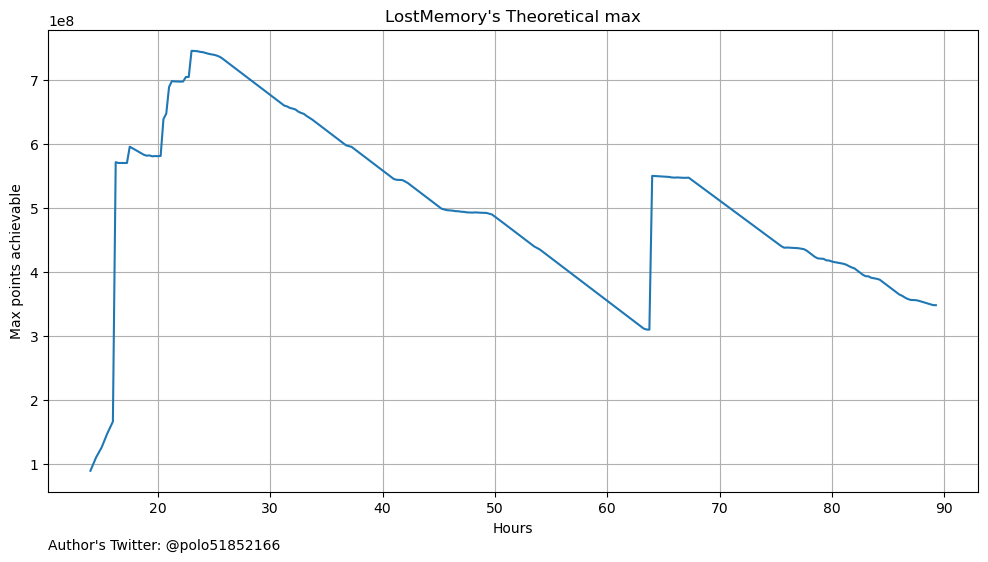 LostMemory's Theoretical max
1e8
7
6
5
4
3
2
1
Max points achievable
20 30 40 50 60 70 80 90
Hours
Author's Twitter: @polo51852166